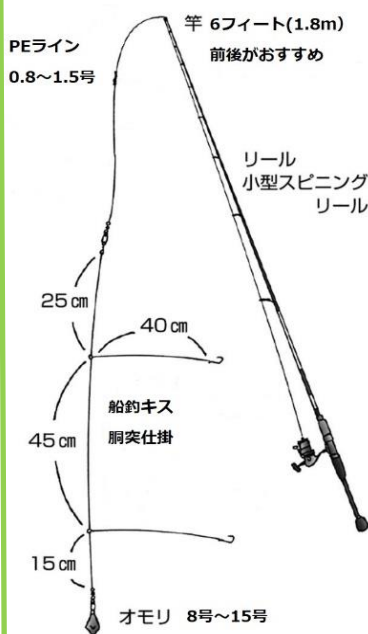 竿 6フィート(1.8m)
前後がおすすめ
PEライン
0.8～1.5号
リール
小型スピニング
リール
25㎝
40㎝
船釣キス
胴突仕掛
45㎝
15㎝
オモリ 8号～15号